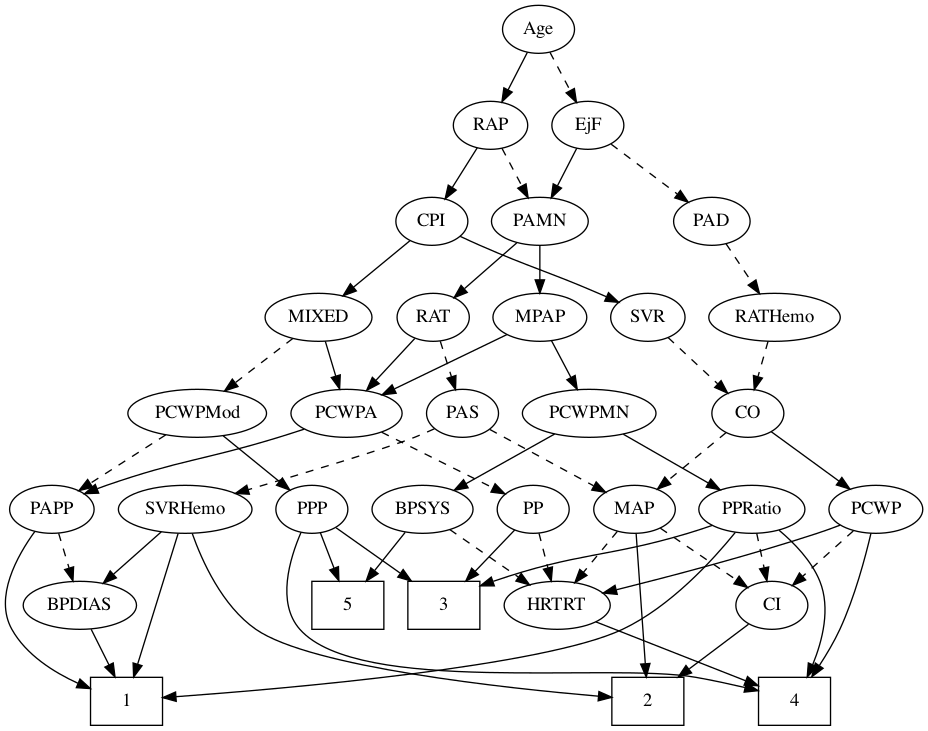 Age
RAP
EjF
CPI
PAMN
PAD
MIXED
RAT
MPAP
SVR
RATHemo
PCWPMod
PCWPA
PAS
PCWPMN
CO
PAPP
SVRHemo
PPP
BPSYS
PP
MAP
PPRatio
PCWP
BPDIAS
5
3
HRTRT
CI
1
2
4